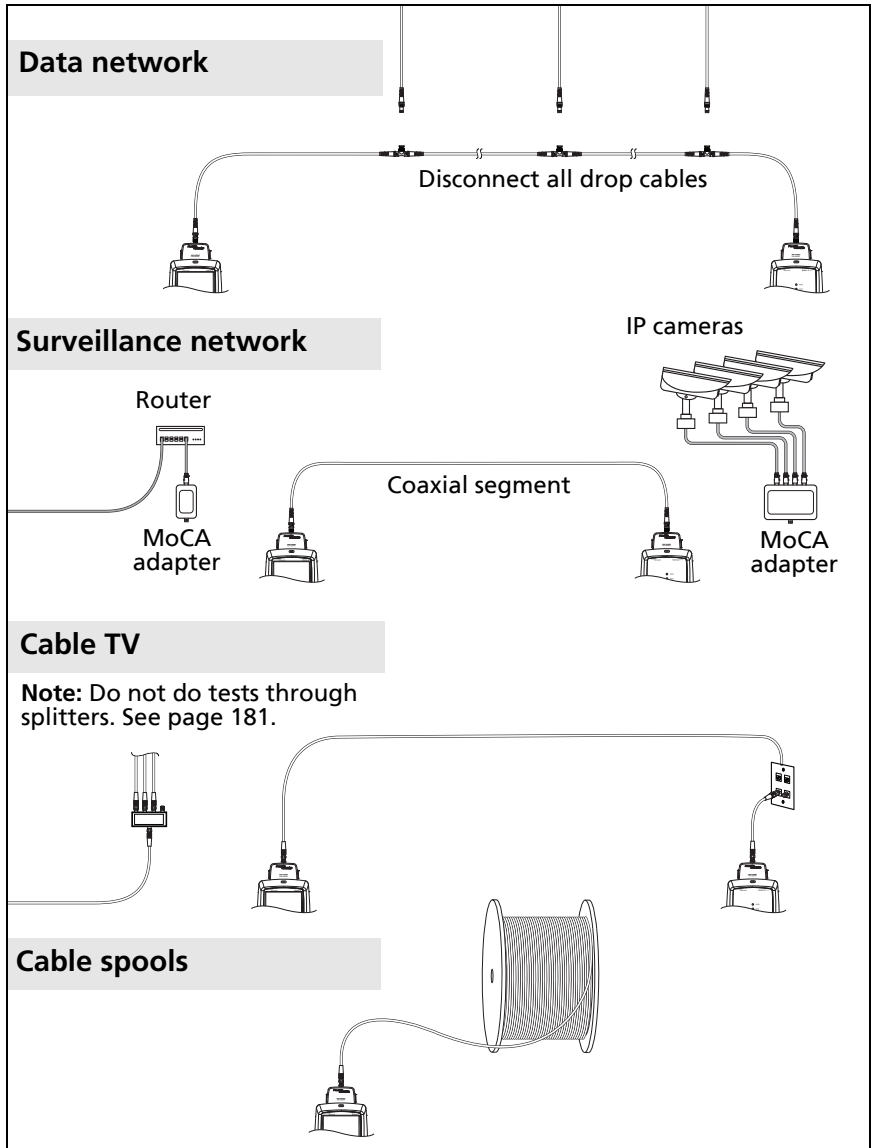 Data network
Disconnect all drop cables
Surveillance network
IP cameras
Router
Coaxial segment
MoCA
adapter
MoCA
adapter
Cable TV
Note: Do not do tests through
splitters. See page 181.
Cable spools